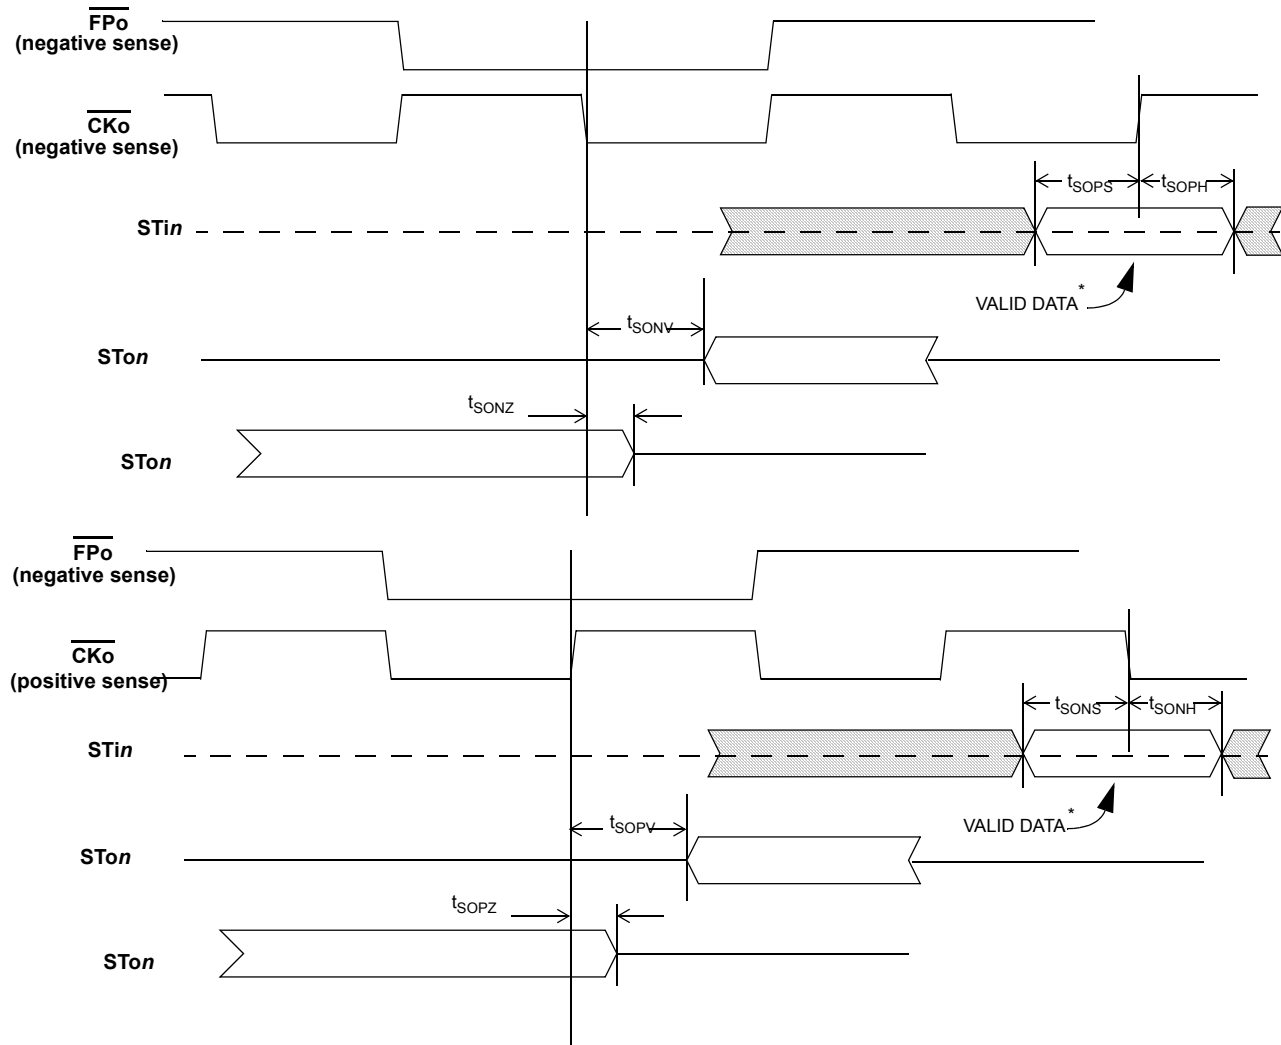 FPo
(negative sense)
CKo
(negative sense)
tSOPS
tSOPH
STin
VALID DATA*
tSONV
STon
tSONZ
STon
FPo
(negative sense)
CKo
(positive sense)
tSONS
tSONH
STin
VALID DATA*
tSOPV
STon
tSOPZ
STon